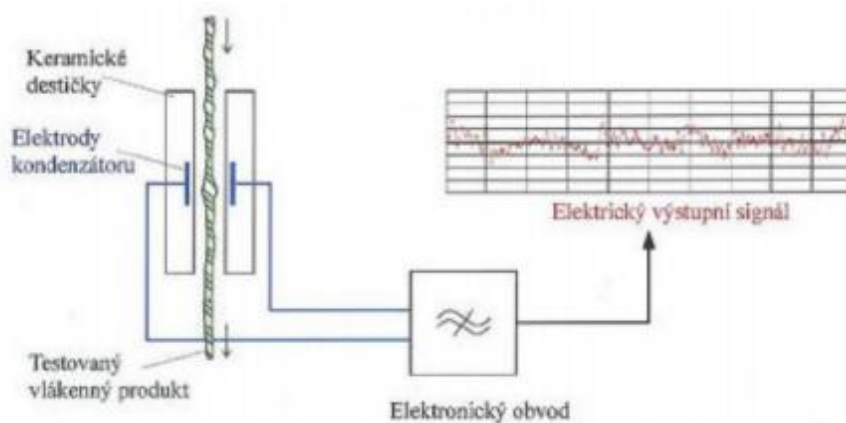 Keramické
destičky
Elektrody
kondenzátoru
Elektrický výstupní signál
Testovaný
vlákenný produkt
Elektronický obvod